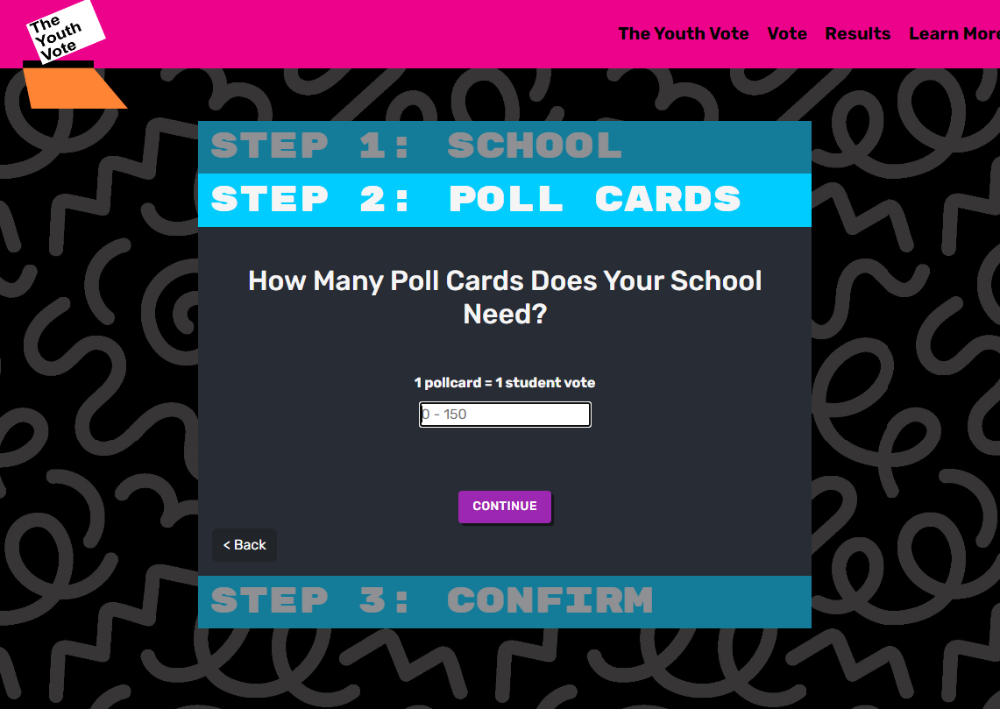 The
Youth
Vote
The Youth Vote Vote Results Learn More
STEP 1: SCHOOL
STEP 2: POLL CARDS
How Many Poll Cards Does Your School
Need?
1 pollcard = 1 student vote
0 - 150
CONTINUE
< Back
STEP 3: CONFIRM